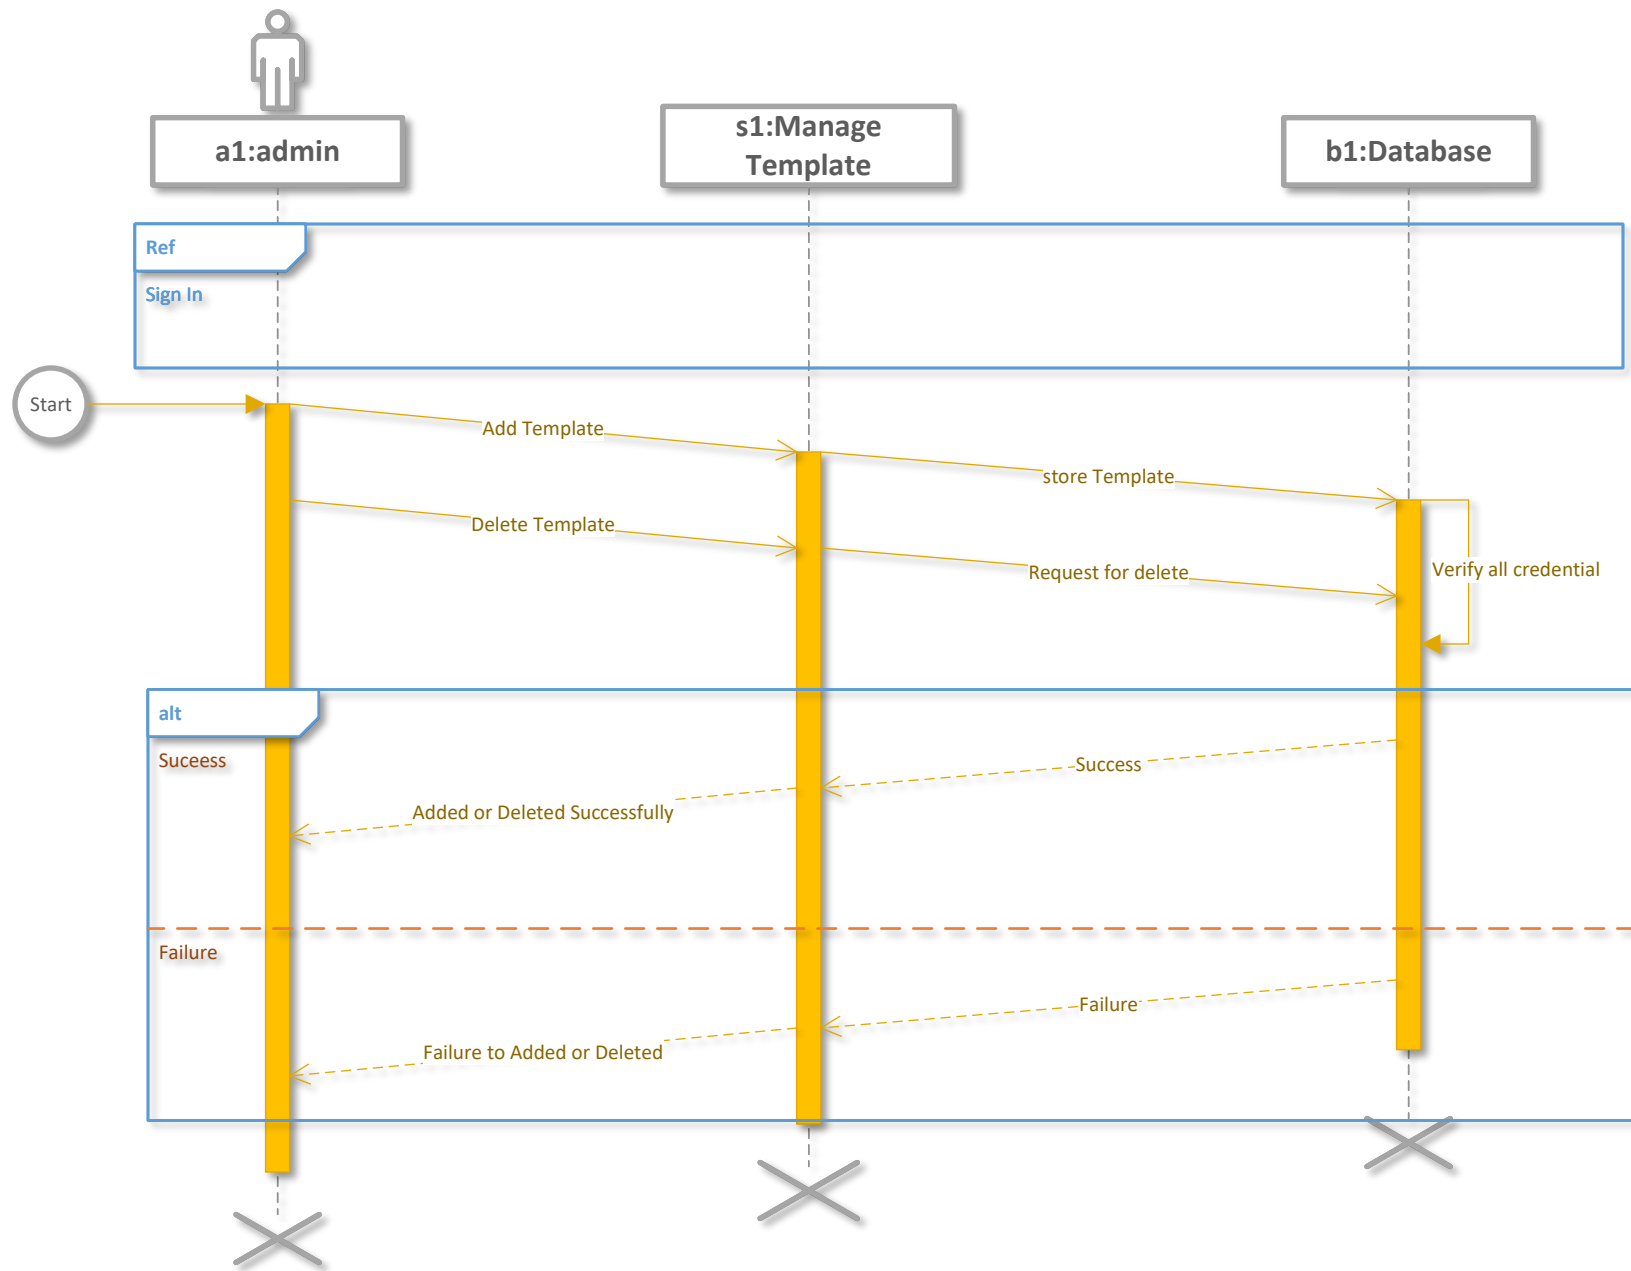 a1:admin
s1:Manage
Template
b1:Database
Ref
Sign In
Start
Add Template
store Template
Delete Template
Request for delete
Verify all credential
alt
Suceess
Success
Added or Deleted Successfully
Failure
Failure
Failure to Added or Deleted